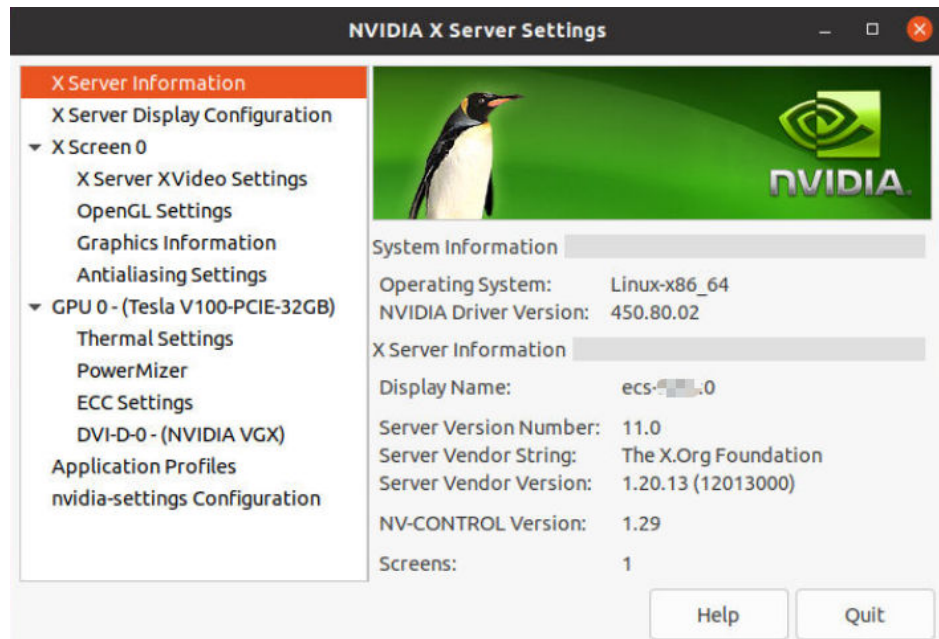 NVIDIA X Server Settings
X Server Information
X Server Display Configuration
X Screen 0
X Server XVideo Settings
OpenGL Settings
Graphics Information
Antialiasing Settings
GPU 0 - (Tesla V100-PCIE-32GB)
Thermal Settings
PowerMizer
ECC Settings
DVI-D-0 - (NVIDIA VGX)
Application Profiles
nvidia-settings Configuration
NVIDIA
System Information
Operating System: Linux-x86_64
NVIDIA Driver Version: 450.80.02
X Server Information
Display Name: ecs- :0
Server Version Number: 11.0
Server Vendor String: The X.Org Foundation
Server Vendor Version: 1.20.13 (12013000)
NV-CONTROL Version: 1.29
Screens: 1
Help Quit